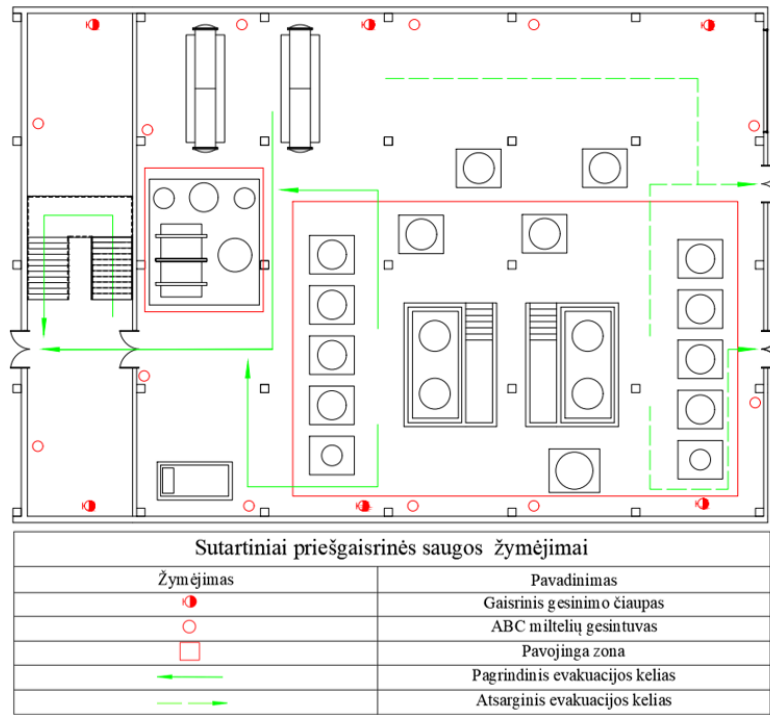 Sutartiniai priešgaisrinės saugos žymėjimai
Žymėjimas Pavadinimas
Gaisrinis gesinimo čiaupas
ABC miltelių gesintuvas
Pavojinga zona
Pagrindinis evakuacijos kelias
Atsarginis evakuacijos kelias